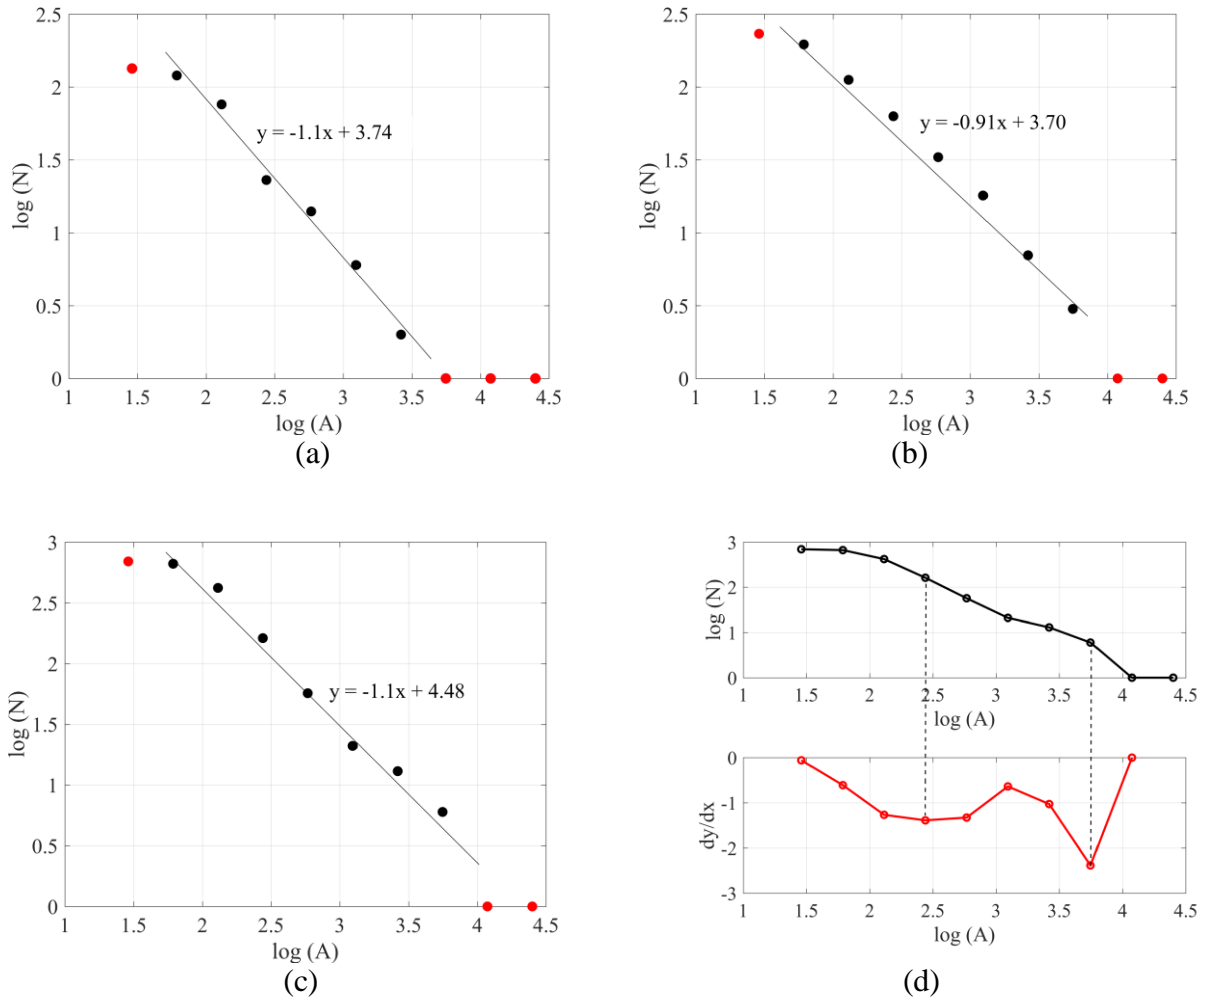 2.5
2
1.5
1
0.5
0
log (N)
y = -1.1x + 3.74
1 1.5 2 2.5 3 3.5 4 4.5
log (A)
(a)
2.5
2
1.5
1
0.5
0
log (N)
y = -0.91x + 3.70
1 1.5 2 2.5 3 3.5 4 4.5
log (A)
(b)
3
2.5
2
1.5
1
0.5
0
log (N)
y = -1.1x + 4.48
1 1.5 2 2.5 3 3.5 4 4.5
log (A)
(c)
3
2
1
0
log (N)
1 1.5 2 2.5 3 3.5 4 4.5
log (A)
0
-1
-2
-3
dy/dx
1 1.5 2 2.5 3 3.5 4 4.5
log (A)
(d)